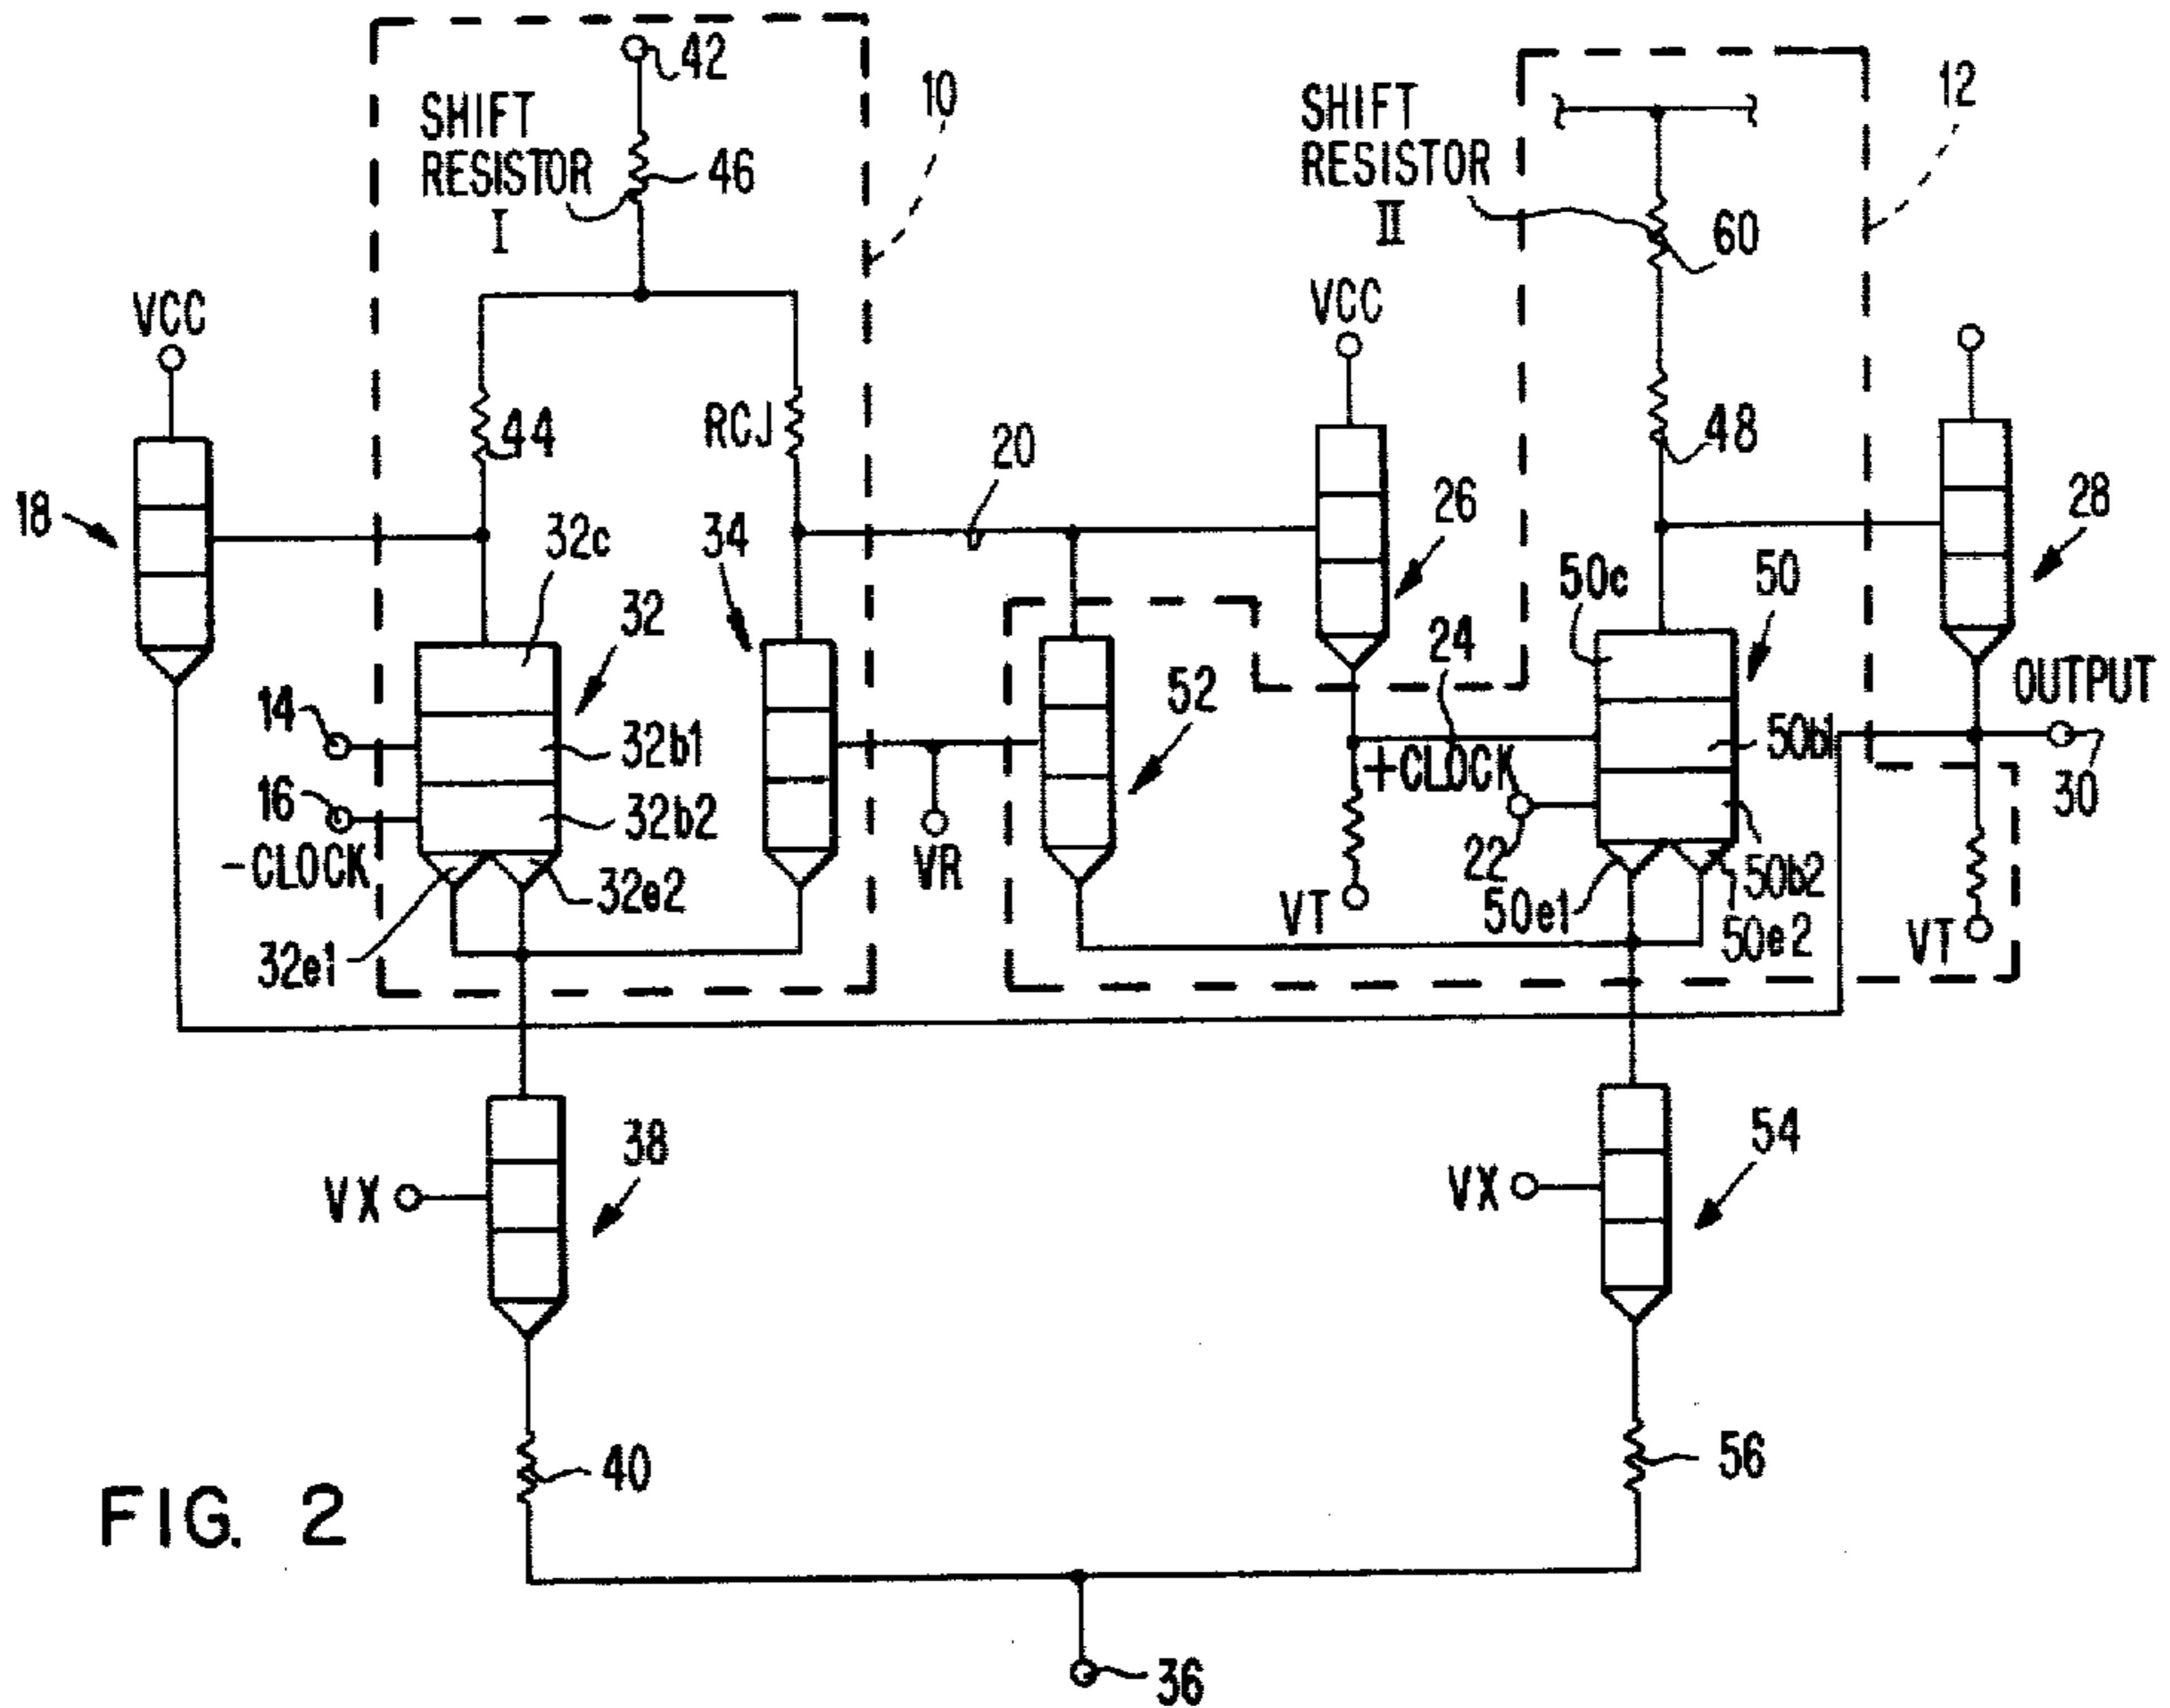 42
SHIFT
RESISTOR
I
46
10
SHIFT
RESISTOR
II
60
12
VCC
VCC
44
RCJ
20
48
18
26
28
32c
34
50c
50
32
24
52
OUTPUT
14
32b1
+CLOCK
50b1
16
32b2
30
-CLOCK
VR
22
50b2
32e2
VT
50e1
50e2
VT
32e1
38
54
VX
VX
40
56
FIG. 2
36